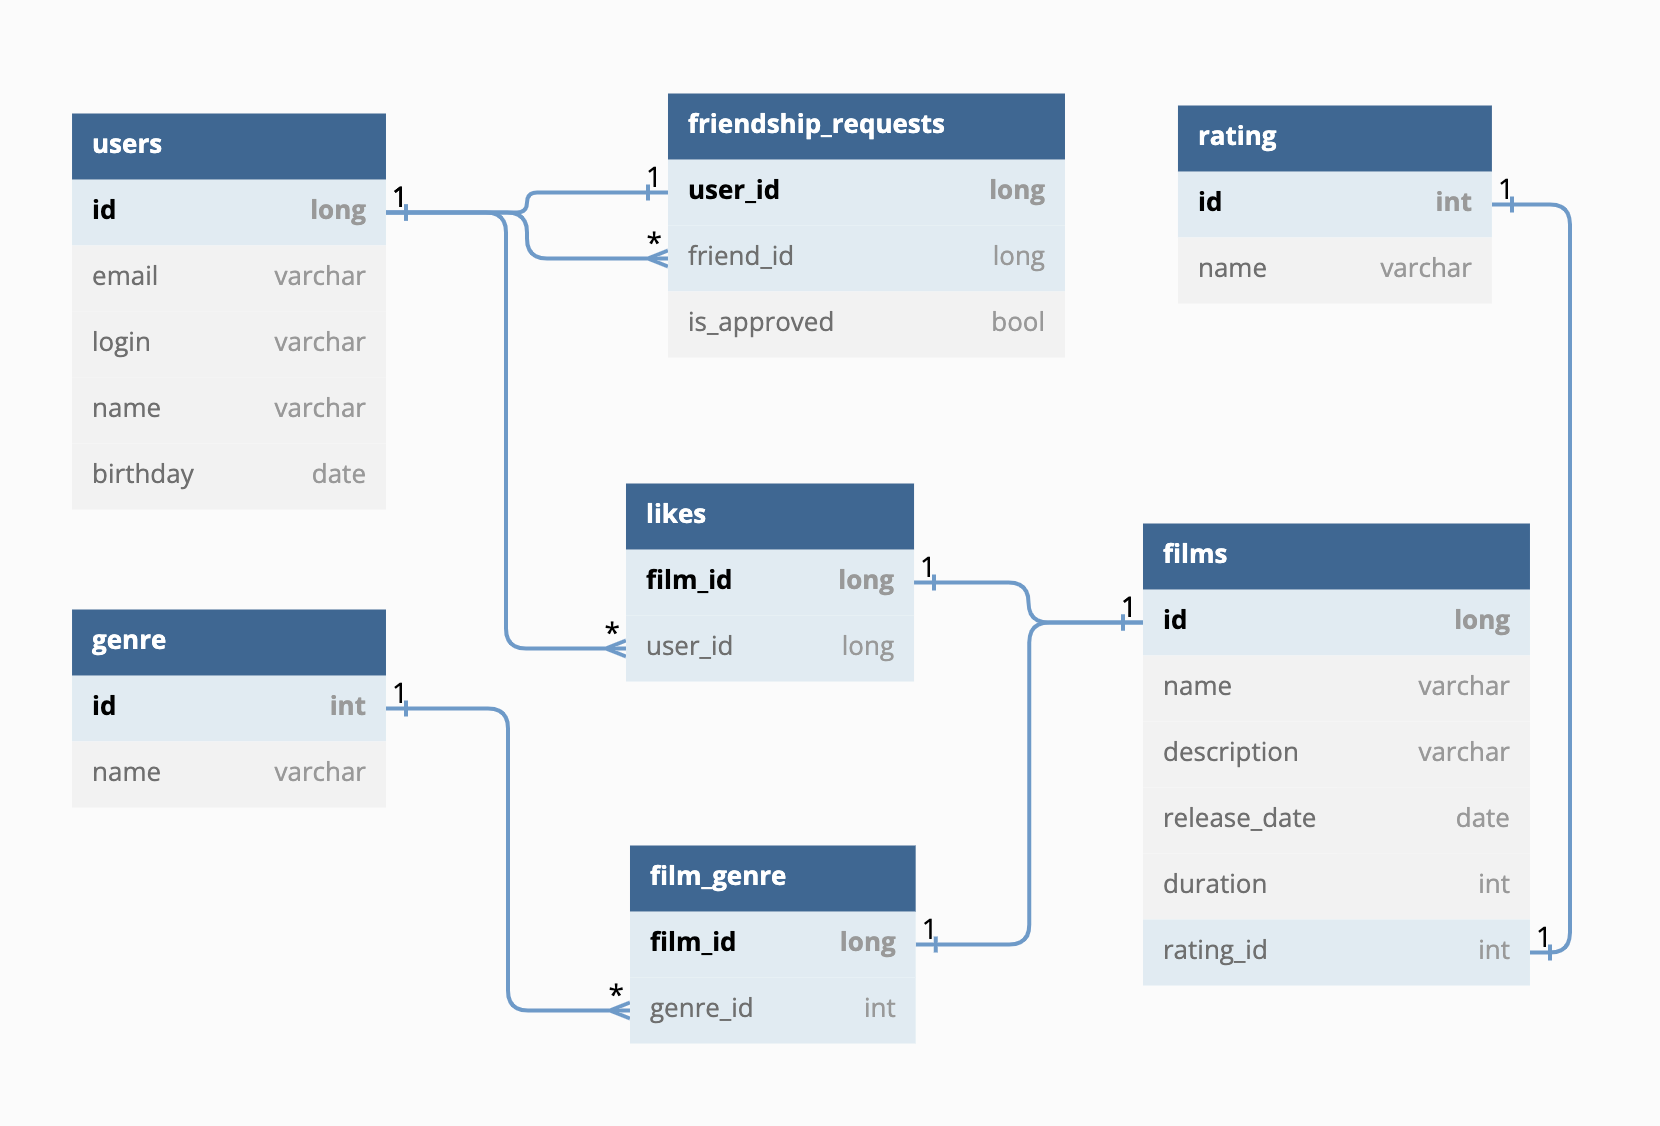 users
id long
email varchar
login varchar
name varchar
birthday date
1
friendship_requests
1
user_id long
*
friend_id long
is_approved bool
rating
id int
1
name varchar
likes
film_id long
1
*
user_id long
films
1
id long
name varchar
description varchar
release_date date
duration int
rating_id int
1
genre
id int
1
name varchar
film_genre
film_id long
1
*
genre_id int